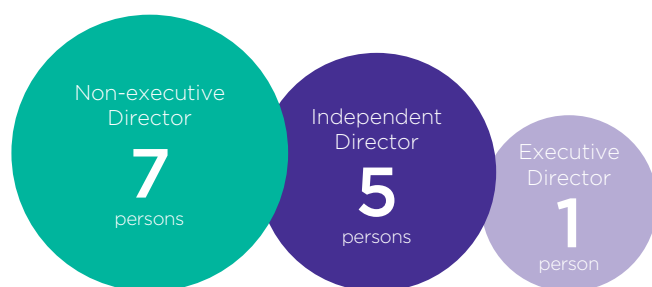 Non-executive
Director
7
persons
Independent
Director
5
persons
Executive
Director
1
person